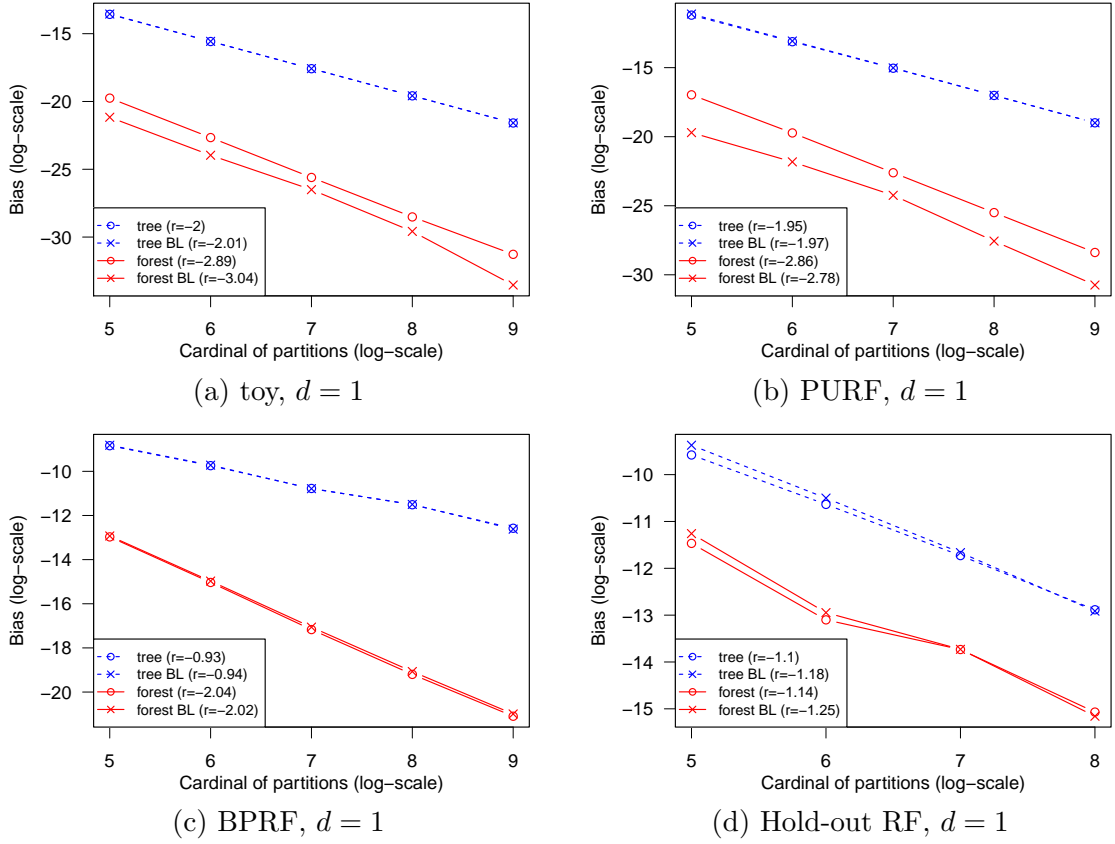 −15
−20
−25
−30
Bias (log−scale)
tree (r=−2)
tree BL (r=−2.01)
forest (r=−2.89)
forest BL (r=−3.04)
5 6 7 8 9
Cardinal of partitions (log−scale)
(a) toy, d = 1
−15
−20
−25
−30
Bias (log−scale)
tree (r=−1.95)
tree BL (r=−1.97)
forest (r=−2.86)
forest BL (r=−2.78)
5 6 7 8 9
Cardinal of partitions (log−scale)
(b) PURF, d = 1
−10
−12
−14
−16
−18
−20
Bias (log−scale)
tree (r=−0.93)
tree BL (r=−0.94)
forest (r=−2.04)
forest BL (r=−2.02)
5 6 7 8 9
Cardinal of partitions (log−scale)
(c) BPRF, d = 1
−10
−11
−12
−13
−14
−15
Bias (log−scale)
tree (r=−1.1)
tree BL (r=−1.18)
forest (r=−1.14)
forest BL (r=−1.25)
5 6 7 8
Cardinal of partitions (log−scale)
(d) Hold-out RF, d = 1